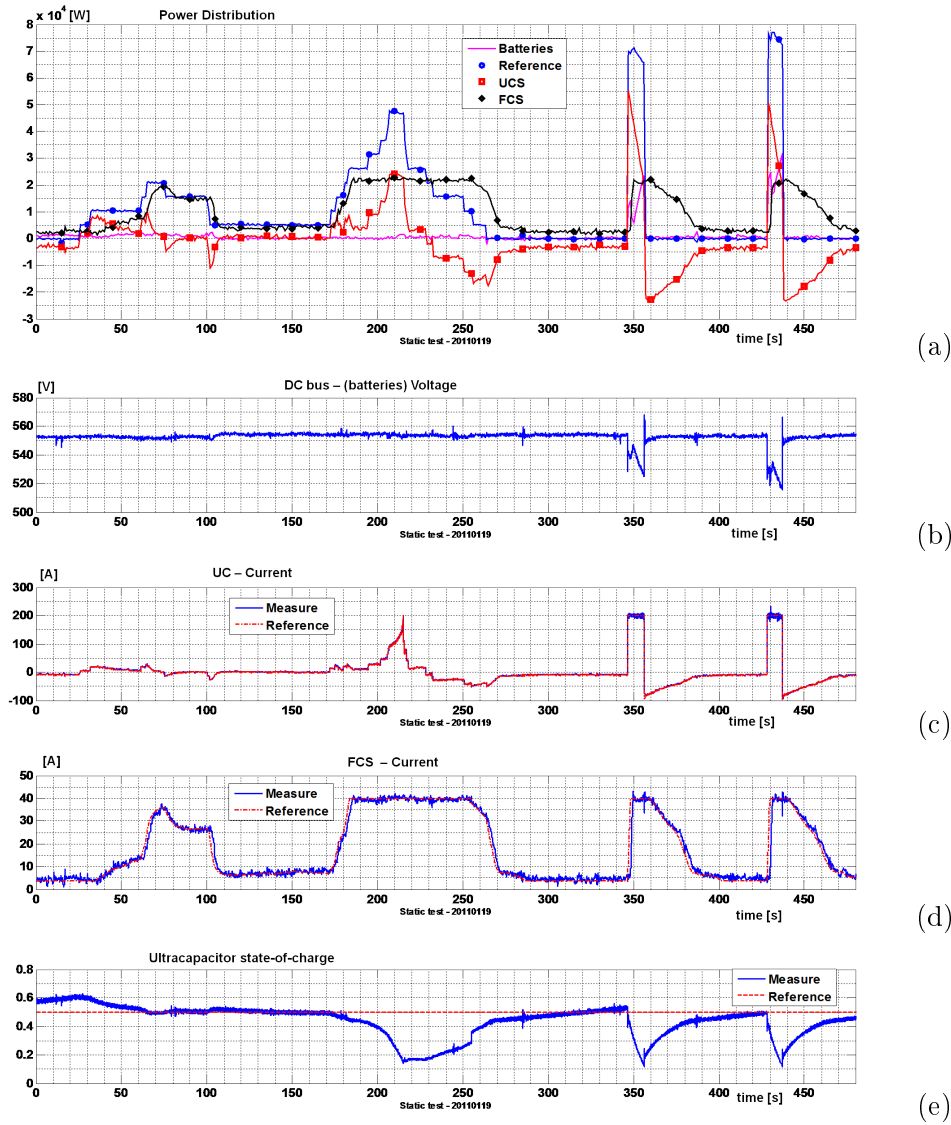 x 10^4 [W]
Power Distribution
8
7
6
5
4
3
2
1
0
-1
-2
-3
Batteries
Reference
UCS
FCS
0 50 100 150 200 250 300 350 400 450
Static test - 20110119
time [s]
(a)
[V]
DC bus – (batteries) Voltage
580
560
540
520
500
0 50 100 150 200 250 300 350 400 450
Static test - 20110119
time [s]
(b)
[A]
UC – Current
300
200
100
0
-100
Measure
Reference
0 50 100 150 200 250 300 350 400 450
Static test - 20110119
time [s]
(c)
[A]
FCS – Current
50
40
30
20
10
0
Measure
Reference
0 50 100 150 200 250 300 350 400 450
Static test - 20110119
time [s]
(d)
Ultracapacitor state-of-charge
0.8
0.6
0.4
0.2
0
Measure
Reference
0 50 100 150 200 250 300 350 400 450
Static test - 20110119
time [s]
(e)